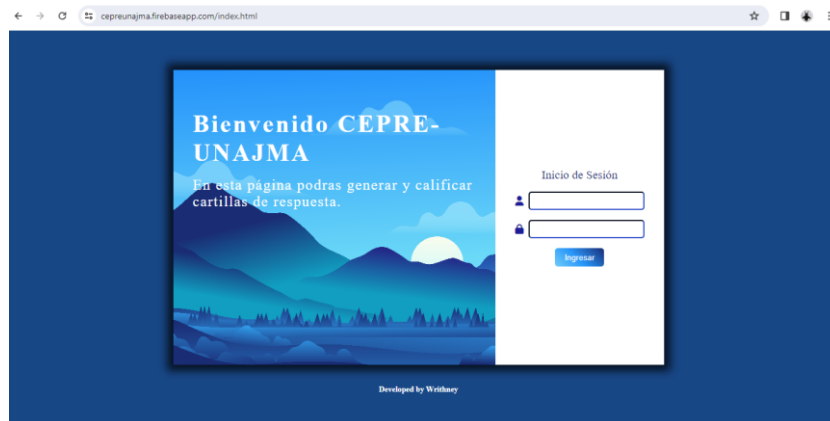 cepreunajma.firebaseapp.com/index.html
Bienvenido CEPRE-
UNAJMA
En esta página podras generar y calificar
cartillas de respuesta.
Inicio de Sesión
Ingresar
Developed by Writhney